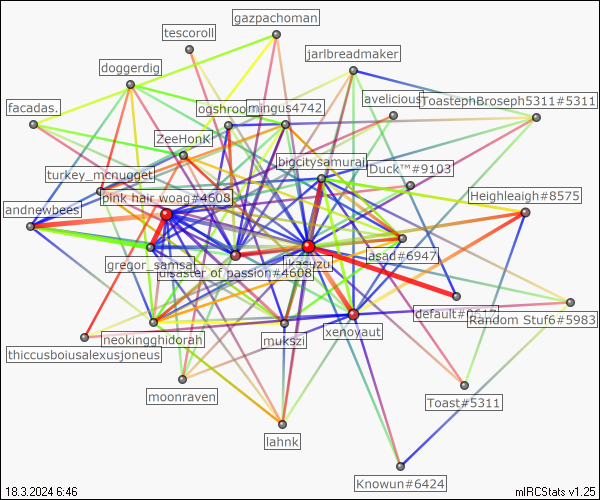 gazpachoman
tescoroll
jarlbreadmaker
doggerdig
avelicious
ToastephBroseph5311#5311
facadas.
ogshroo
mingus4742
ZeeHonK
bigcitysamurai
Duck™#9103
turkey_mcnugget
pink hair woag#4608
Heighleaigh#8575
andnewbees
asad#6947
gregor_samsa
likasuzu
disaster of passion#4608
default#0617
Random Stuf6#5983
neokingghidorah
mukszi
xenoyaut
thiccusboiusalexusjoneus
moonraven
Toast#5311
lahnk
Knowun#6424
18.3.2024 6:46
mIRCStats v1.25